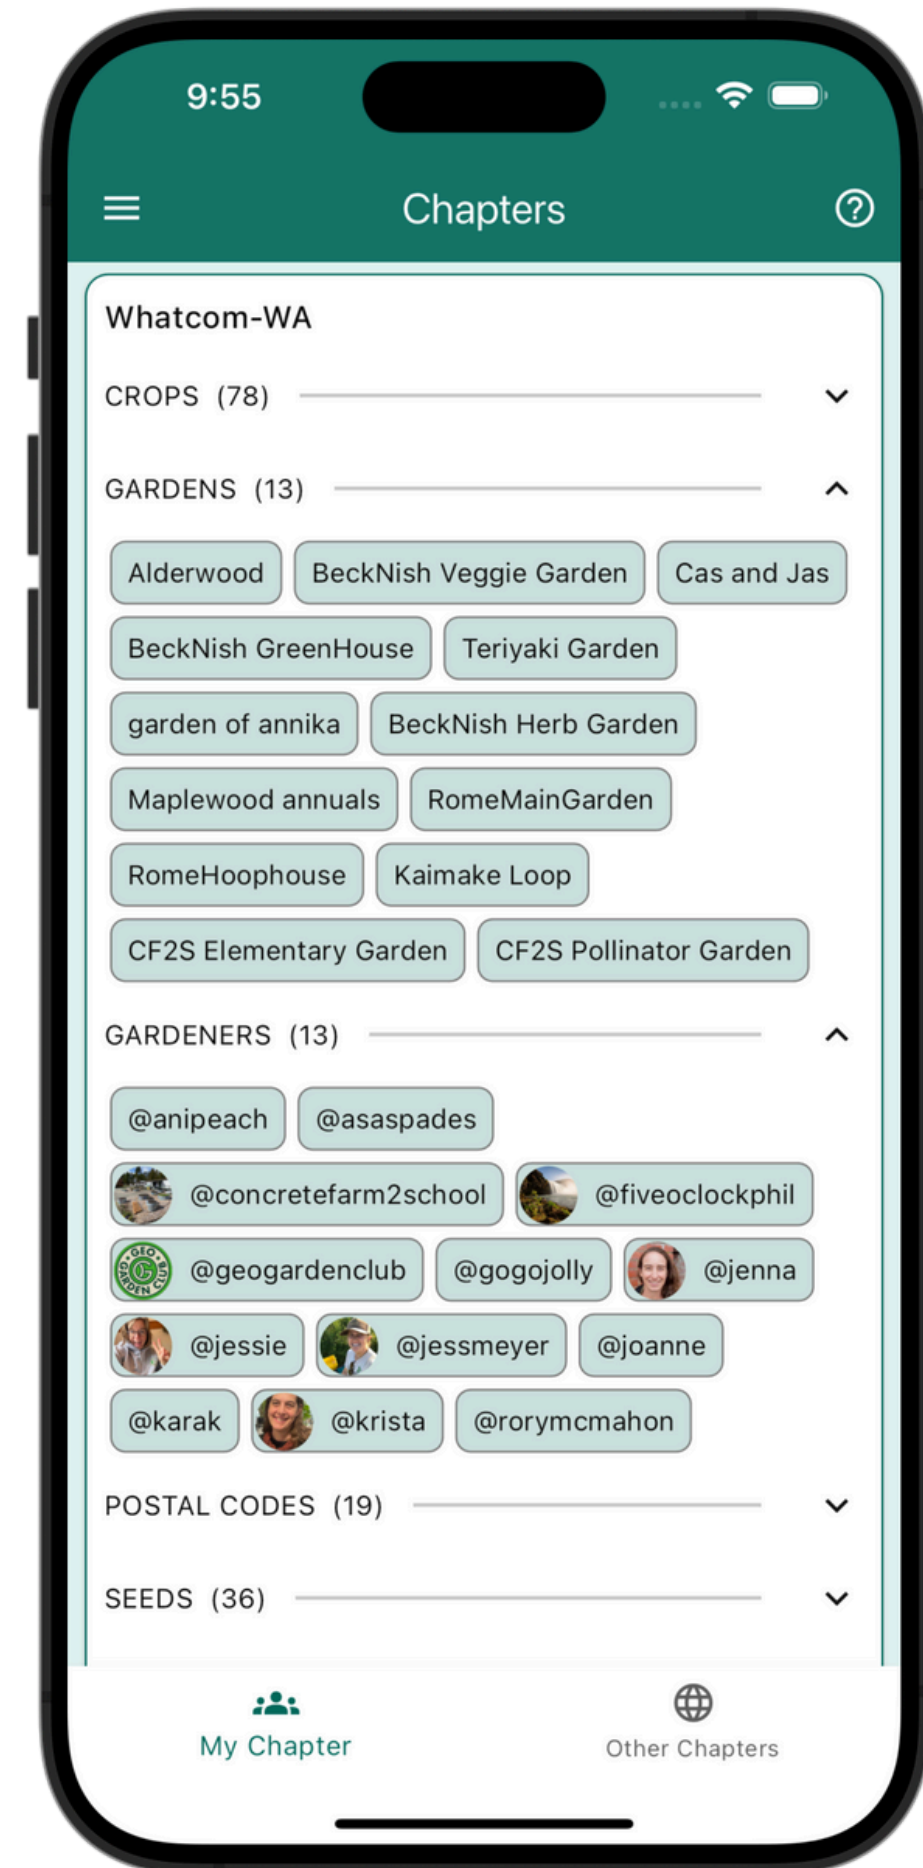 9:55
Chapters
Whatcom-WA
CROPS (78)
GARDENS (13)
Alderwood BeckNish Veggie Garden Cas and Jas
BeckNish GreenHouse Teriyaki Garden
garden of annika BeckNish Herb Garden
Maplewood annuals RomeMainGarden
RomeHoophouse Kaimake Loop
CF2S Elementary Garden CF2S Pollinator Garden
GARDENERS (13)
@anipeach @asaspades
@concretefarm2school @fiveoclockphil
GEO GARDEN CLUB @geogardenclub @gogojolly @jenna
@jessie @jessmeyer @joanne
@karak @krista @rorymcmahon
POSTAL CODES (19)
SEEDS (36)
My Chapter Other Chapters